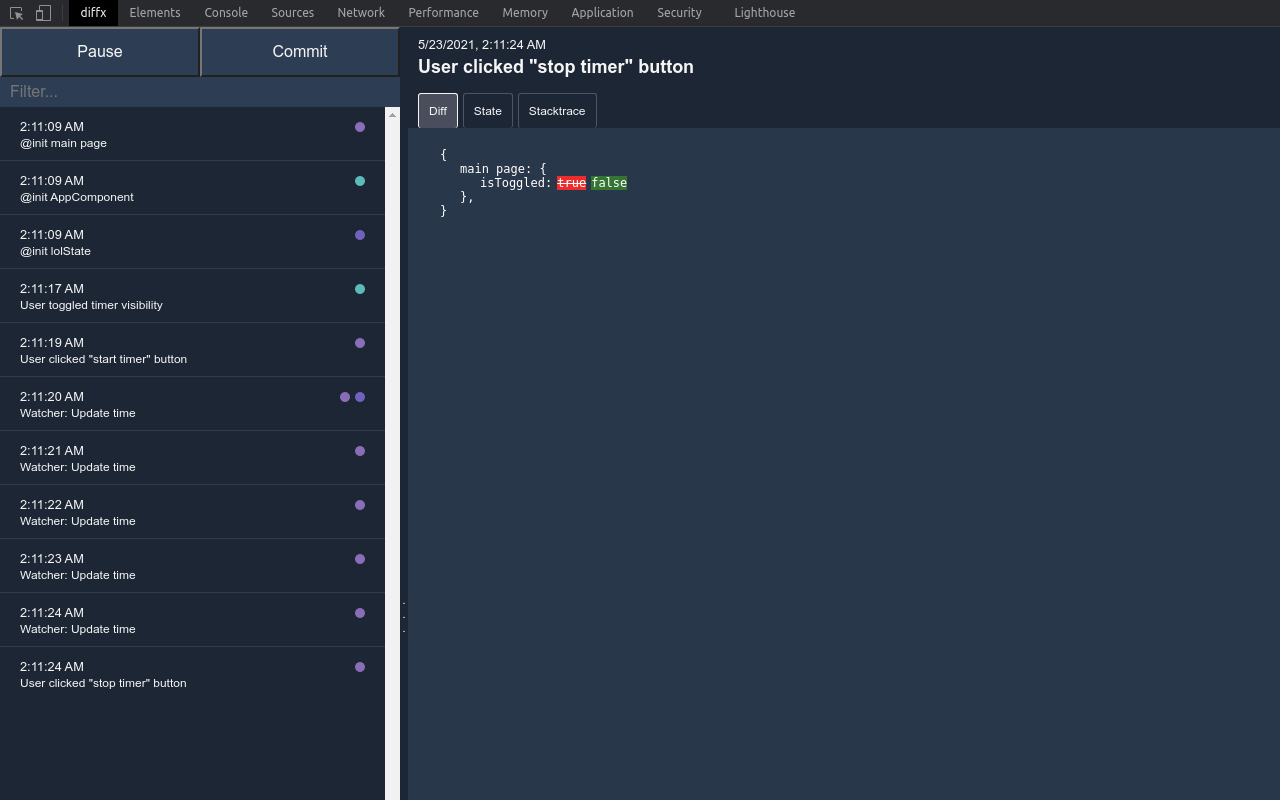 diffx Elements Console Sources Network Performance Memory Application Security Lighthouse
Pause Commit
Filter...
2:11:09 AM
@init main page
2:11:09 AM
@init AppComponent
2:11:09 AM
@init lolState
2:11:17 AM
User toggled timer visibility
2:11:19 AM
User clicked "start timer" button
2:11:20 AM
Watcher: Update time
2:11:21 AM
Watcher: Update time
2:11:22 AM
Watcher: Update time
2:11:23 AM
Watcher: Update time
2:11:24 AM
Watcher: Update time
2:11:24 AM
User clicked "stop timer" button
5/23/2021, 2:11:24 AM
User clicked "stop timer" button
Diff State Stacktrace
{
main page: {
isToggled: true false
},
}